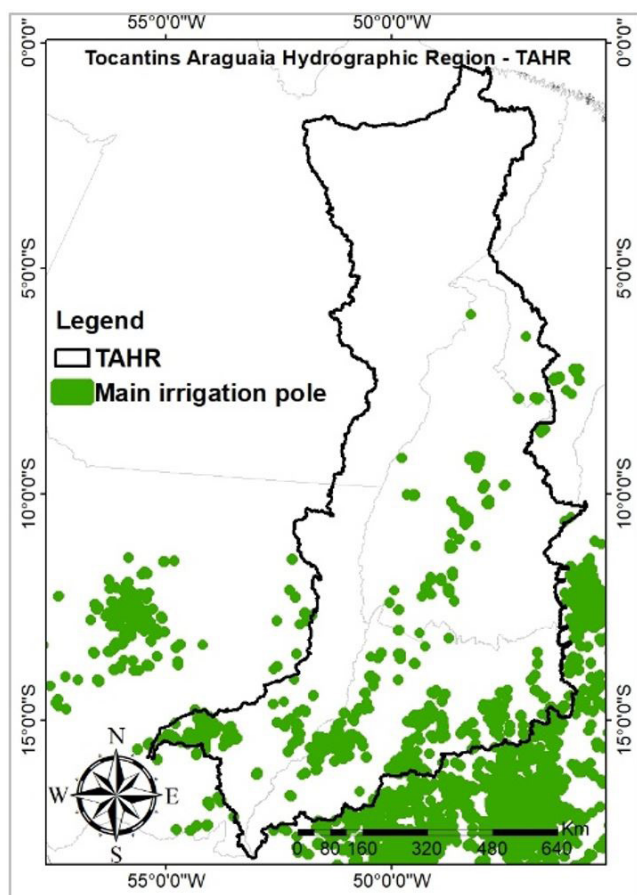 55°0'0"W 50°0'0"W
0°0'0"
0°0'0"
Tocantins Araguaia Hydrographic Region - TAHR
5°0'0"S
5°0'0"S
Legend
TAHR
Main irrigation pole
10°0'0"S
10°0'0"S
15°0'0"S
15°0'0"S
N
W E
S
Km
0 80 160 320 480 640
55°0'0"W 50°0'0"W